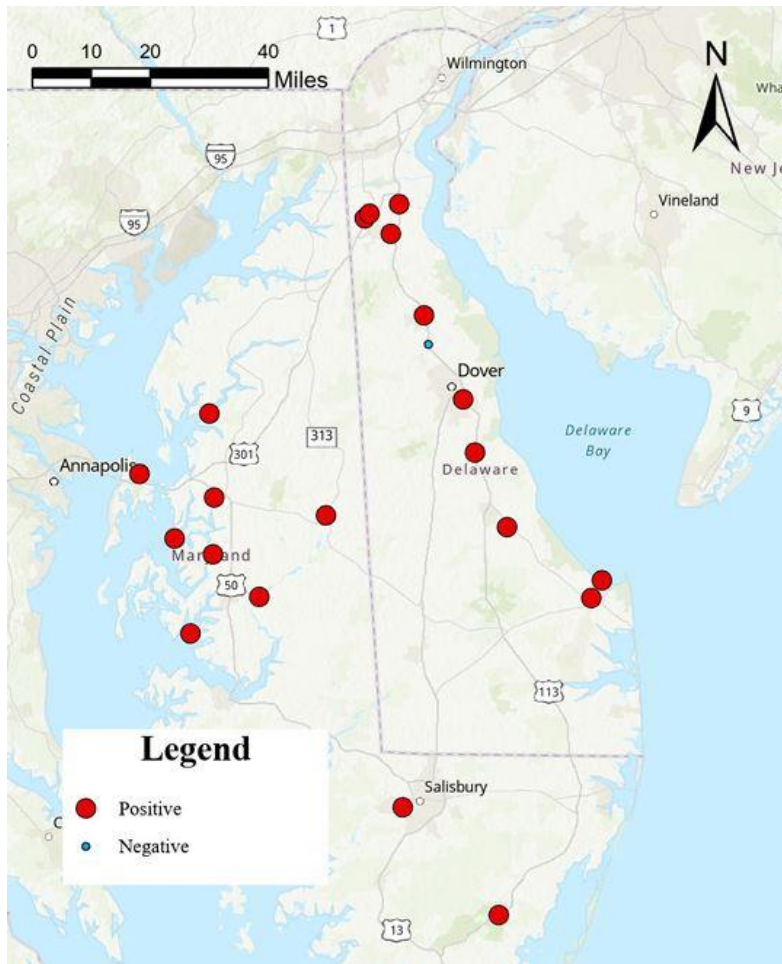 1
0 10 20 40
Miles
N
Wilmington
95
New Je
Vineland
95
Coastal Plain
Dover
9
313
Delaware
Bay
301
Annapolis
Delaware
Maryland
50
113
Legend
Salisbury
Positive
Negative
13